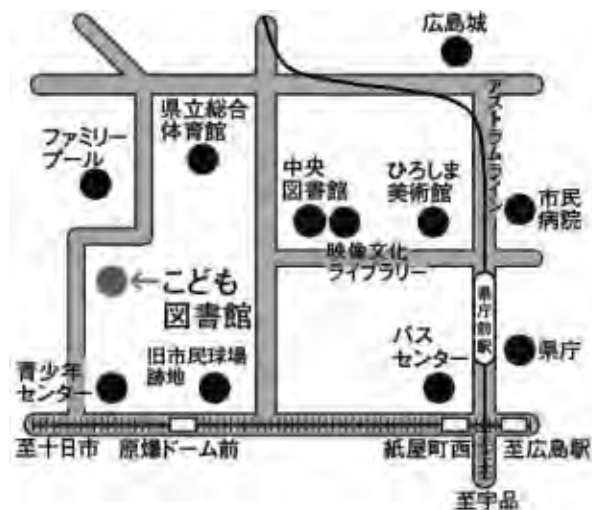 広島城
アストラムライン
県立総合
体育館
ファミリー
プール
中央
図書館
ひろしま
美術館
市民
病院
映像文化
ライブラリー
←こども
図書館
県庁前駅
旧市民球場
跡地
バス
センター
県庁
青少年
センター
至十日市
原爆ドーム前
紙屋町西
至広島駅
至宇品